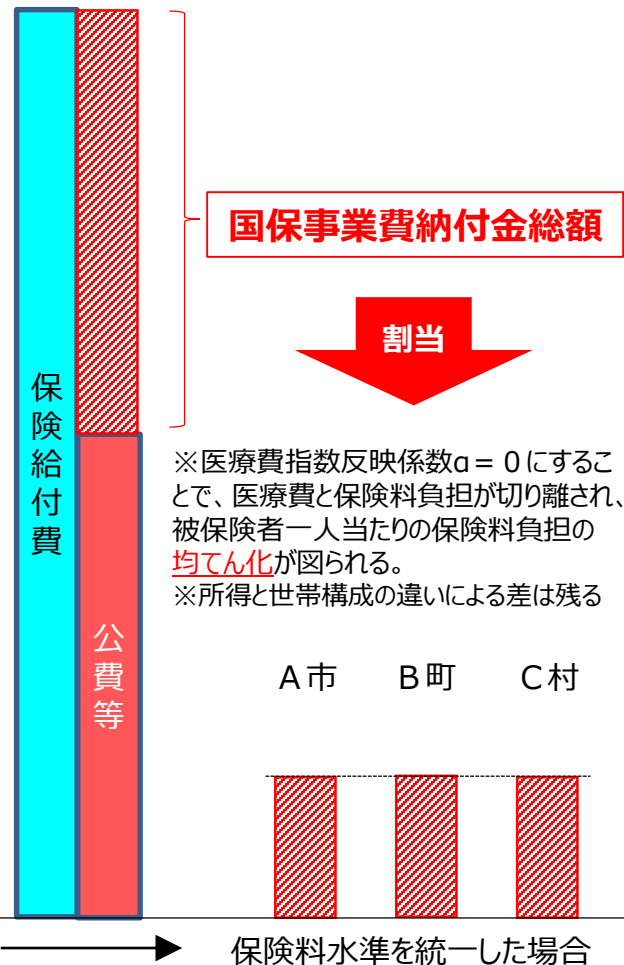 国保事業費納付金総額
割当
保険給付費
※医療費指数反映係数α=０にするこ
とで、医療費と保険料負担が切り離され、
被保険者一人当たりの保険料負担の
均てん化が図られる。
※所得と世帯構成の違いによる差は残る
公費等
A市 B町 C村
保険料水準を統一した場合